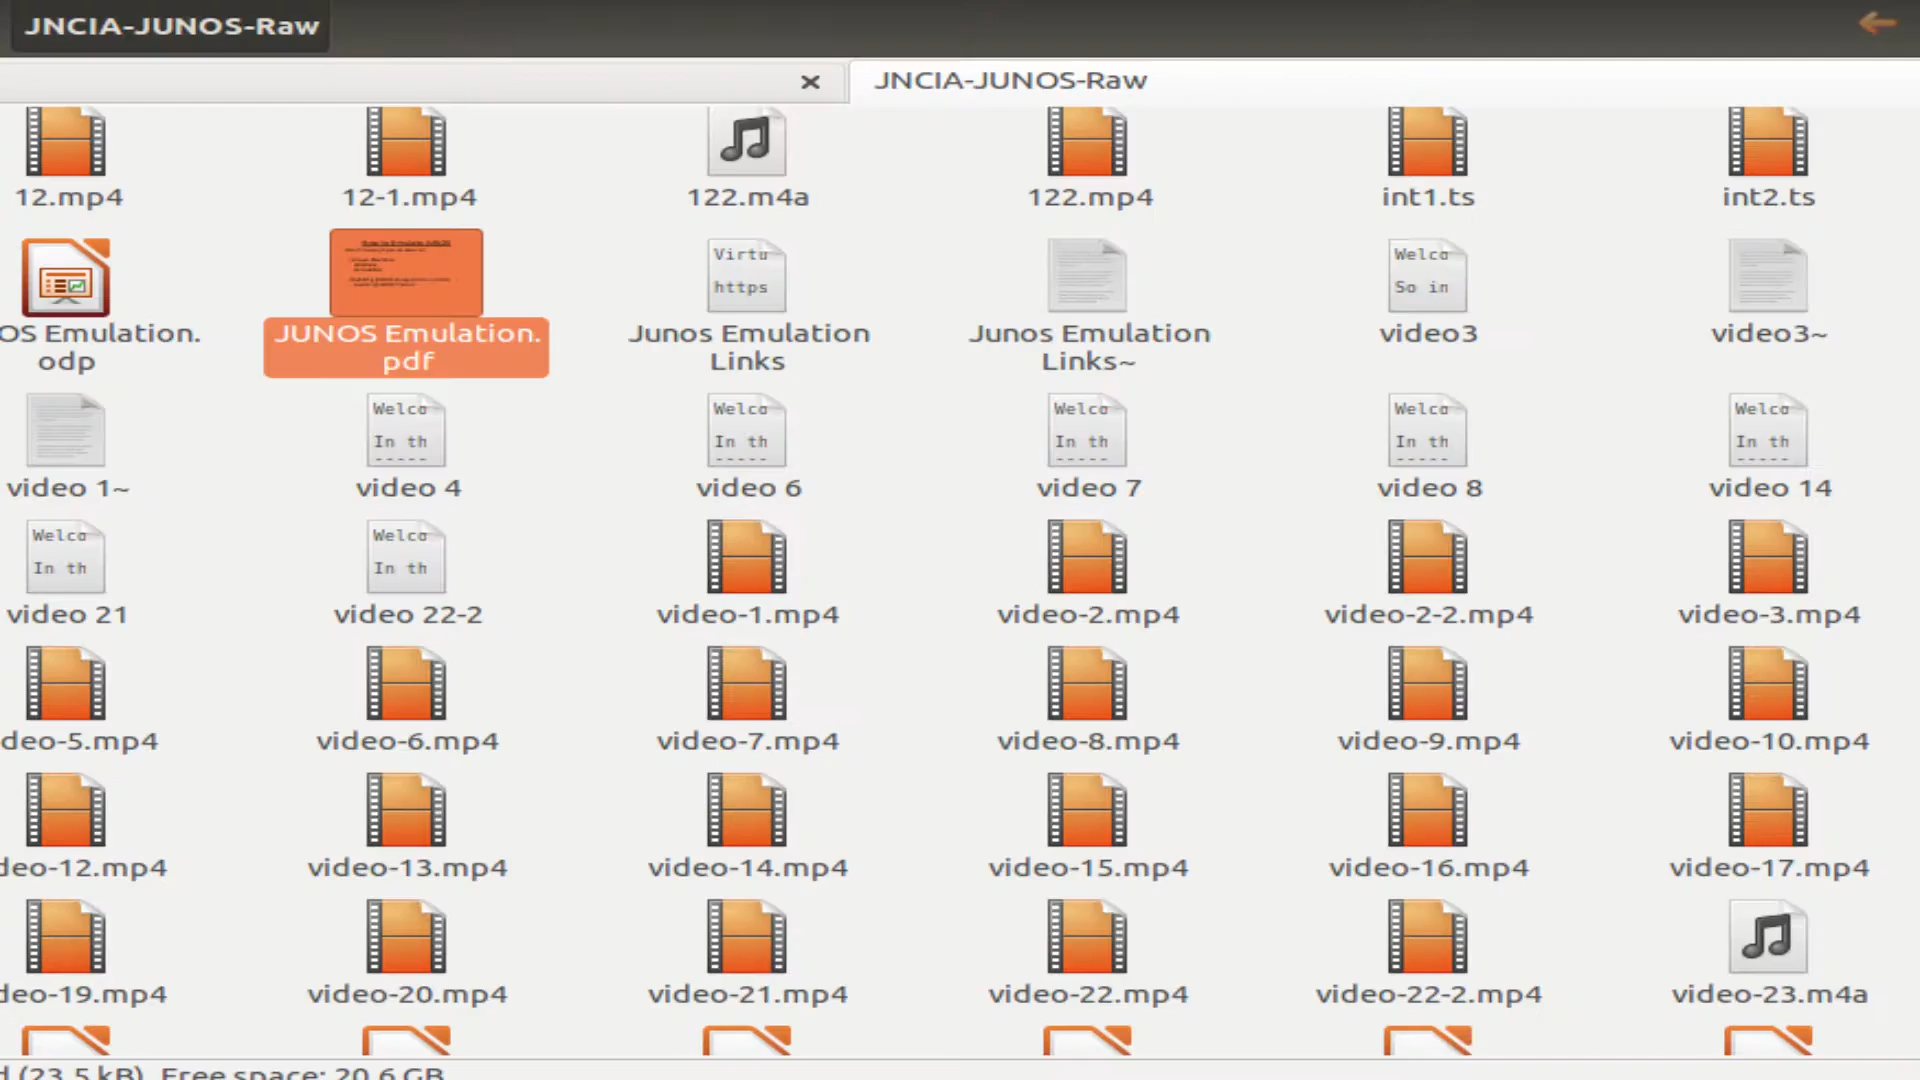 JNCIA-JUNOS-Raw
JNCIA-JUNOS-Raw
12.mp4
12-1.mp4
122.m4a
122.mp4
int1.ts
int2.ts
Virtu
https
Welco
So in
OS Emulation.
odp
JUNOS Emulation.
pdf
Junos Emulation
Links
Junos Emulation
Links~
video3
video3~
Welco
In th
-----
Welco
In th
-----
Welco
In th
-----
Welco
In th
-----
Welco
In th
-----
video 1~
video 4
video 6
video 7
video 8
video 14
Welco
In th
Welco
In th
video 21
video 22-2
video-1.mp4
video-2.mp4
video-2-2.mp4
video-3.mp4
deo-5.mp4
video-6.mp4
video-7.mp4
video-8.mp4
video-9.mp4
video-10.mp4
deo-12.mp4
video-13.mp4
video-14.mp4
video-15.mp4
video-16.mp4
video-17.mp4
deo-19.mp4
video-20.mp4
video-21.mp4
video-22.mp4
video-22-2.mp4
video-23.m4a
d (23.5 kB), Free space: 20.6 GB